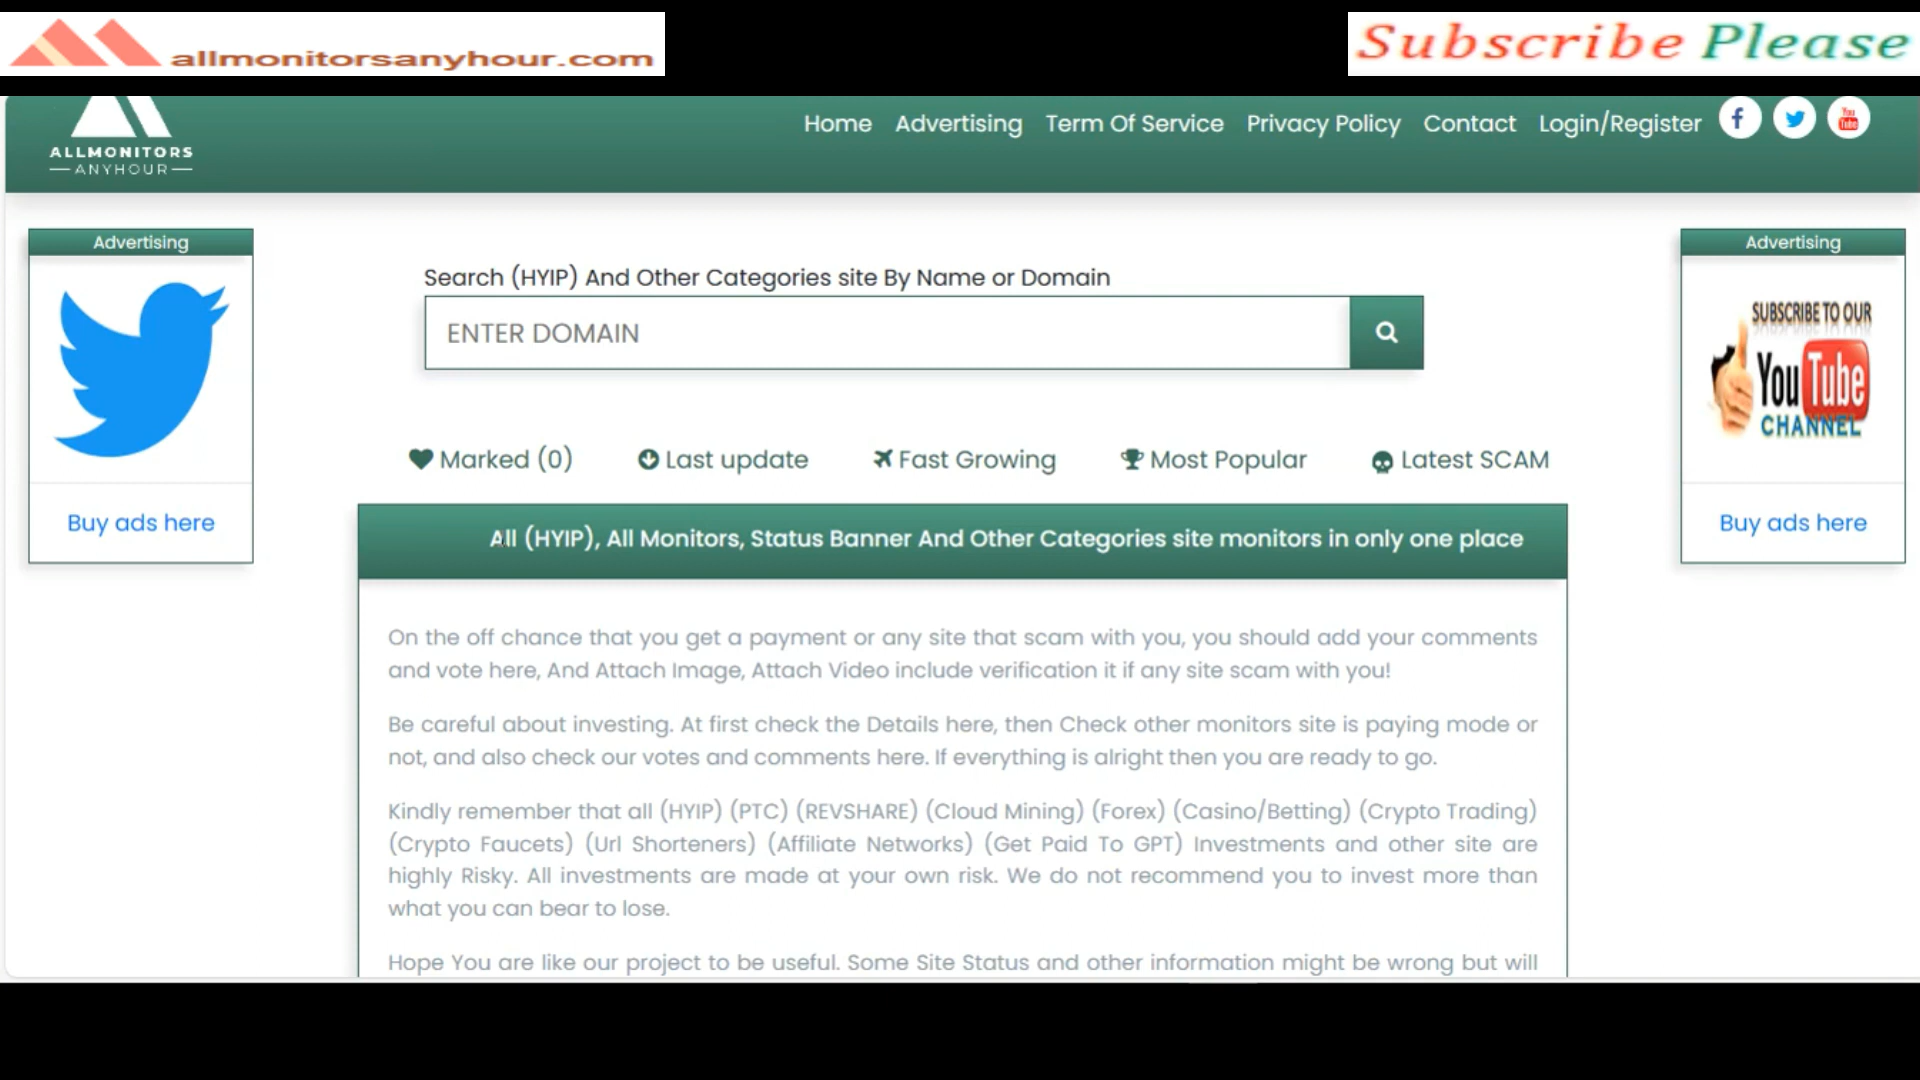 allmonitorsanyhour.com
Subscribe Please
ALLMONITORS
ANYHOUR
Home Advertising Term Of Service Privacy Policy Contact Login/Register
You Tube
Advertising
Buy ads here
Search (HYIP) And Other Categories site By Name or Domain
ENTER DOMAIN
Marked (0) Last update Fast Growing Most Popular Latest SCAM
All (HYIP), All Monitors, Status Banner And Other Categories site monitors in only one place
On the off chance that you get a payment or any site that scam with you, you should add your comments
and vote here, And Attach Image, Attach Video include verification it if any site scam with you!
Be careful about investing. At first check the Details here, then Check other monitors site is paying mode or
not, and also check our votes and comments here. If everything is alright then you are ready to go.
Kindly remember that all (HYIP) (PTC) (REVSHARE) (Cloud Mining) (Forex) (Casino/Betting) (Crypto Trading)
(Crypto Faucets) (Url Shorteners) (Affiliate Networks) (Get Paid To GPT) Investments and other site are
highly Risky. All investments are made at your own risk. We do not recommend you to invest more than
what you can bear to lose.
Hope You are like our project to be useful. Some Site Status and other information might be wrong but will
Advertising
SUBSCRIBE TO OUR
YouTube
CHANNEL
Buy ads here